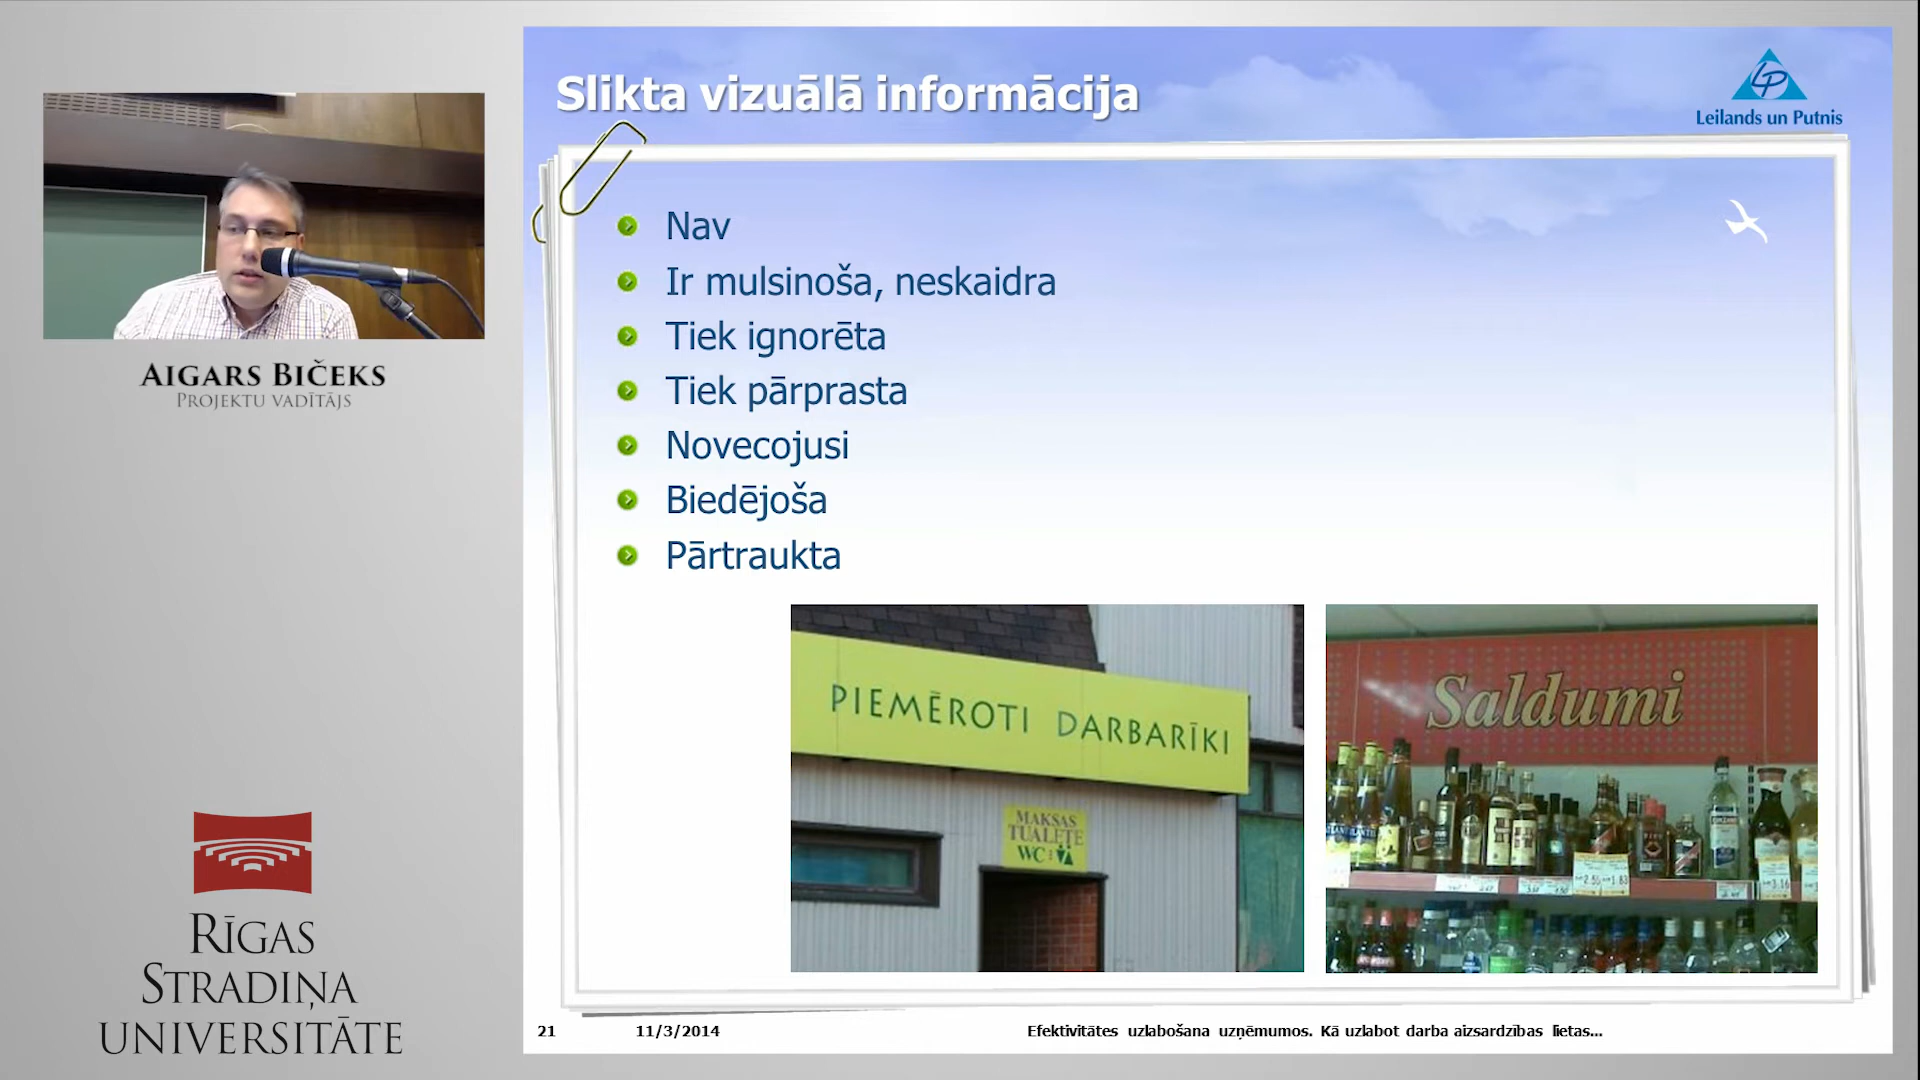 Slikta vizuālā informācija
Leilands un Putnis
Nav
Ir mulsinoša, neskaidra
Tiek ignorēta
Tiek pārprasta
Novecojusi
Biedējoša
Pārtraukta
PIEMĒROTI DARBARĪKI
MAKSAS
TUALETE
WC
Saldumi
21
11/3/2014
Efektivitātes uzlabošana uzņēmumos. Kā uzlabot darba aizsardzības lietas...
AIGARS BIČEKS
PROJEKTU VADĪTĀJS
RĪGAS
STRADIŅA
UNIVERSITĀTE